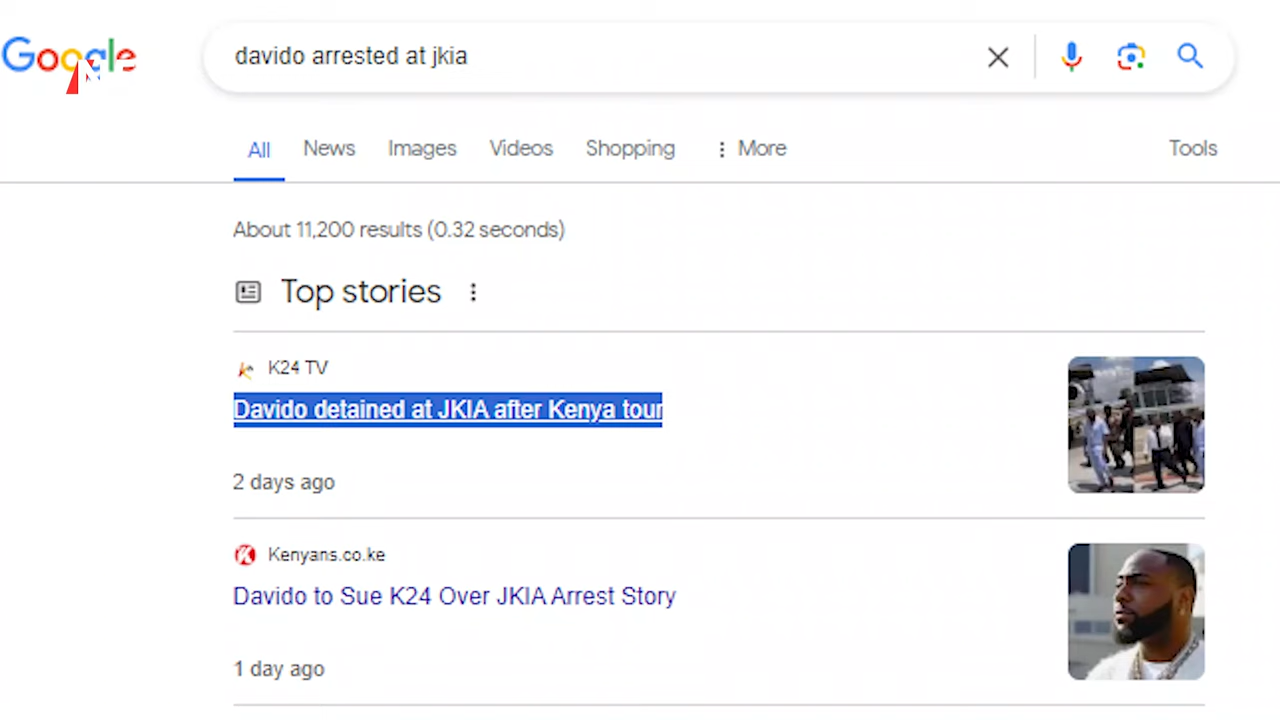 Google
davido arrested at jkia
All News Images Videos Shopping More Tools
About 11,200 results (0.32 seconds)
Top stories
K24 TV
Davido detained at JKIA after Kenya tour
2 days ago
Kenyans.co.ke
Davido to Sue K24 Over JKIA Arrest Story
1 day ago